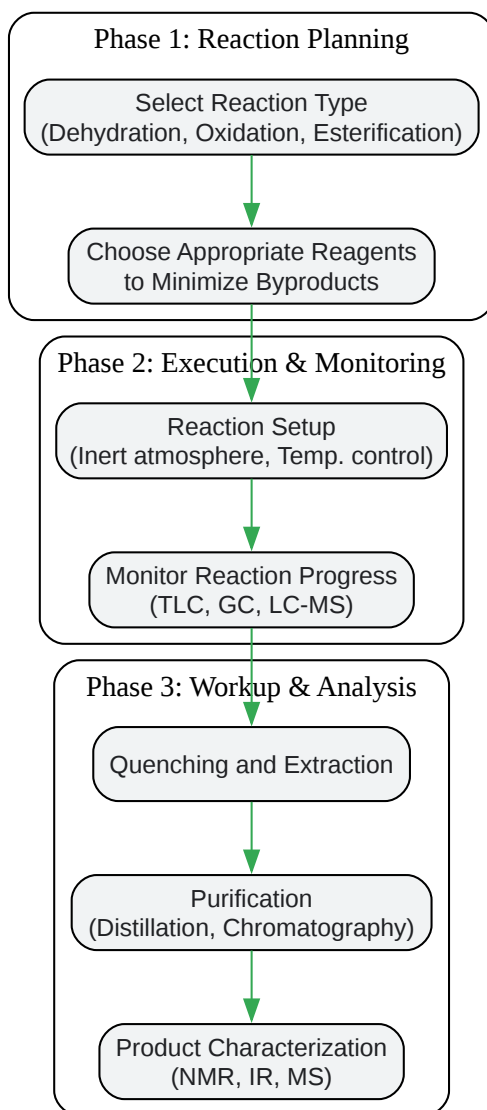 Phase 1: Reaction Planning
Select Reaction Type
(Dehydration, Oxidation, Esterification)
Choose Appropriate Reagents
to Minimize Byproducts
Phase 2: Execution & Monitoring
Reaction Setup
(Inert atmosphere, Temp. control)
Monitor Reaction Progress
(TLC, GC, LC-MS)
Phase 3: Workup & Analysis
Quenching and Extraction
Purification
(Distillation, Chromatography)
Product Characterization
(NMR, IR, MS)